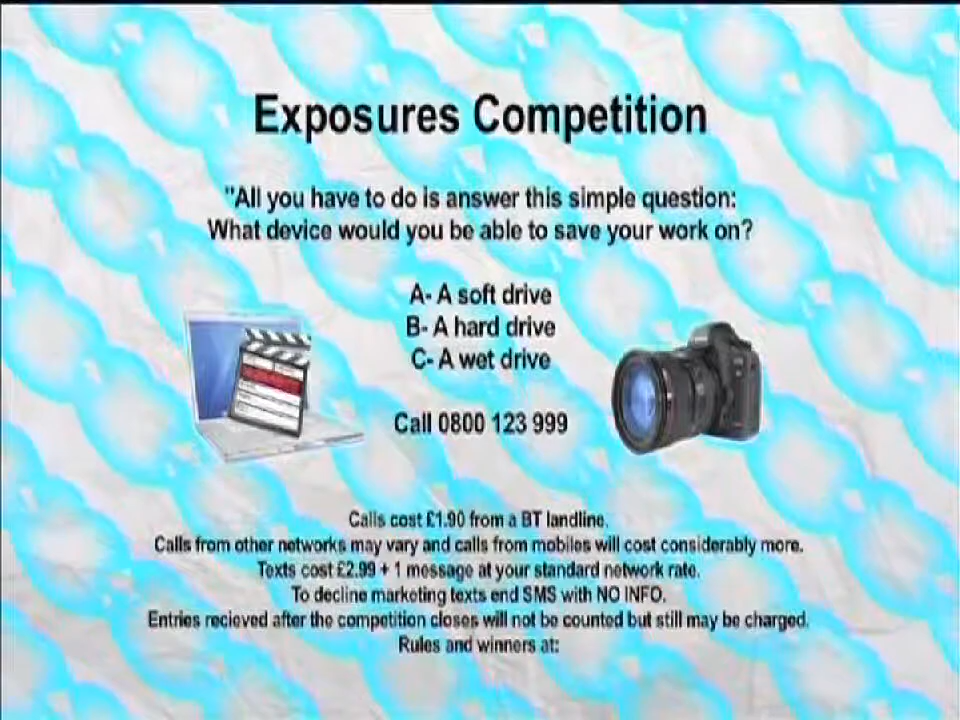 Exposures Competition
"All you have to do is answer this simple question:
What device would you be able to save your work on?
A- A soft drive
B- A hard drive
C- A wet drive
Call 0800 123 999
Calls cost £1.90 from a BT landline.
Calls from other networks may vary and calls from mobiles will cost considerably more.
Texts cost £2.99 + 1 message at your standard network rate.
To decline marketing texts end SMS with NO INFO.
Entries recieved after the competition closes will not be counted but still may be charged.
Rules and winners at: